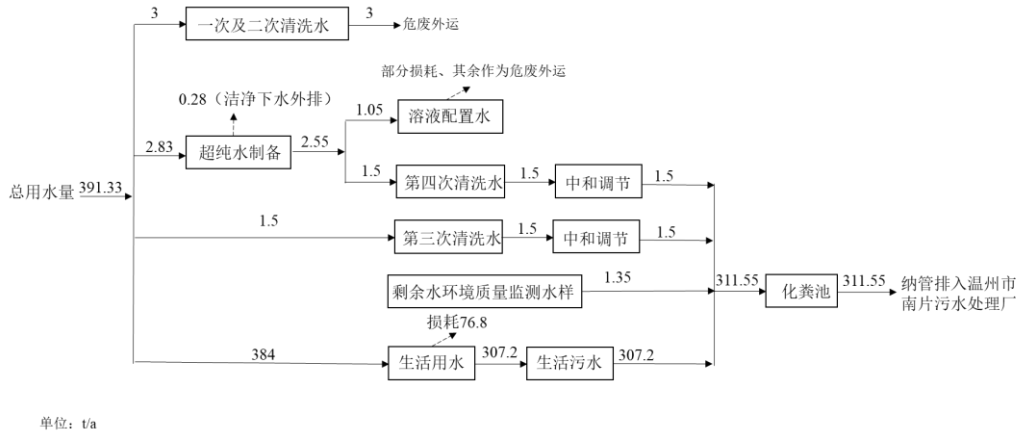 3
一次及二次清洗水
3
危废外运
部分损耗、其余作为危废外运
0.28（洁净下水外排）
1.05
溶液配置水
2.83
超纯水制备
2.55
1.5
第四次清洗水
1.5
中和调节
1.5
总用水量
391.33
1.5
第三次清洗水
1.5
中和调节
1.5
剩余水环境质量监测水样
1.35
311.55
化粪池
311.55
纳管排入温州市
南片污水处理厂
损耗76.8
384
生活用水
307.2
生活污水
307.2
单位：t/a